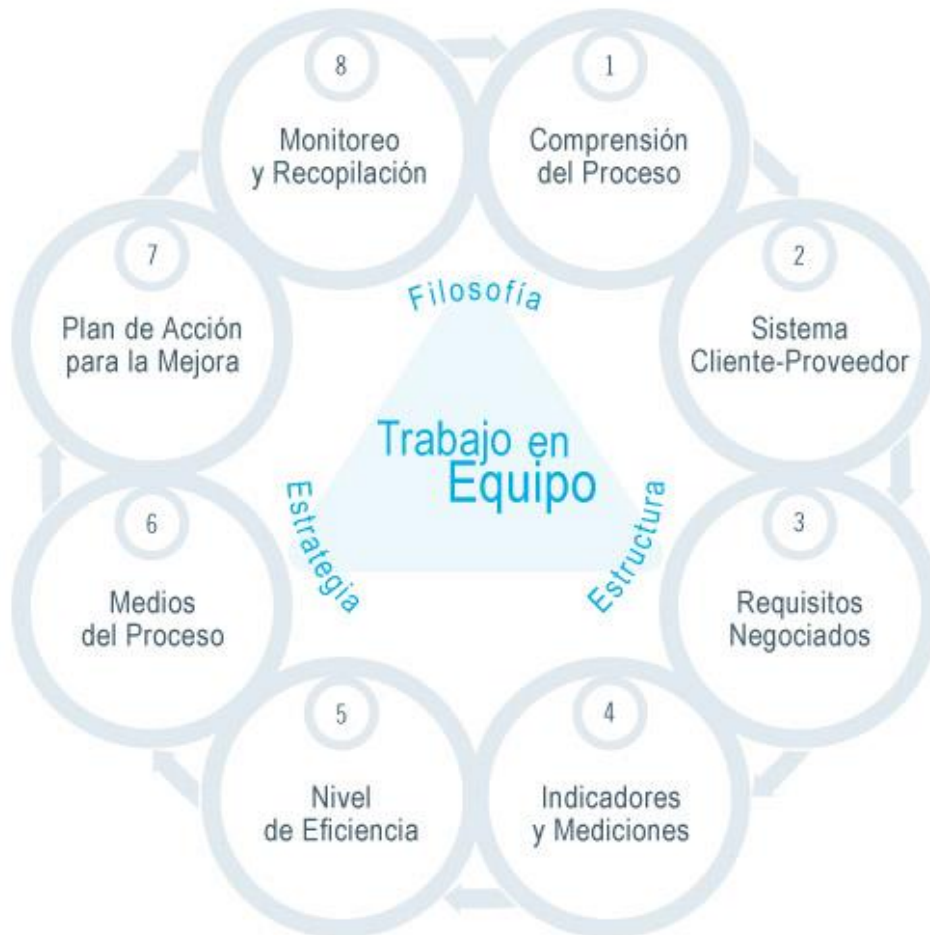 8
Monitoreo
y Recopilación
1
Comprensión
del Proceso
7
Plan de Acción
para la Mejora
2
Sistema
Cliente-Proveedor
Filosofía
Trabajo en
Equipo
Estrategia
Estructura
6
Medios
del Proceso
3
Requisitos
Negociados
5
Nivel
de Eficiencia
4
Indicadores
y Mediciones